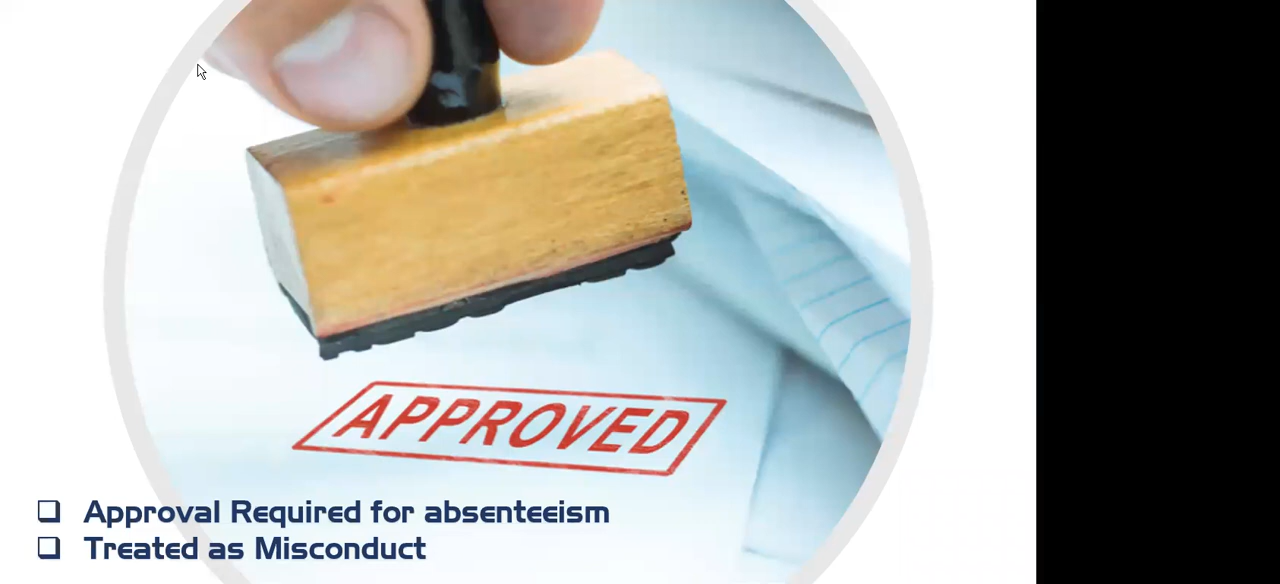 APPROVED
Approval Required for absenteeism
Treated as Misconduct